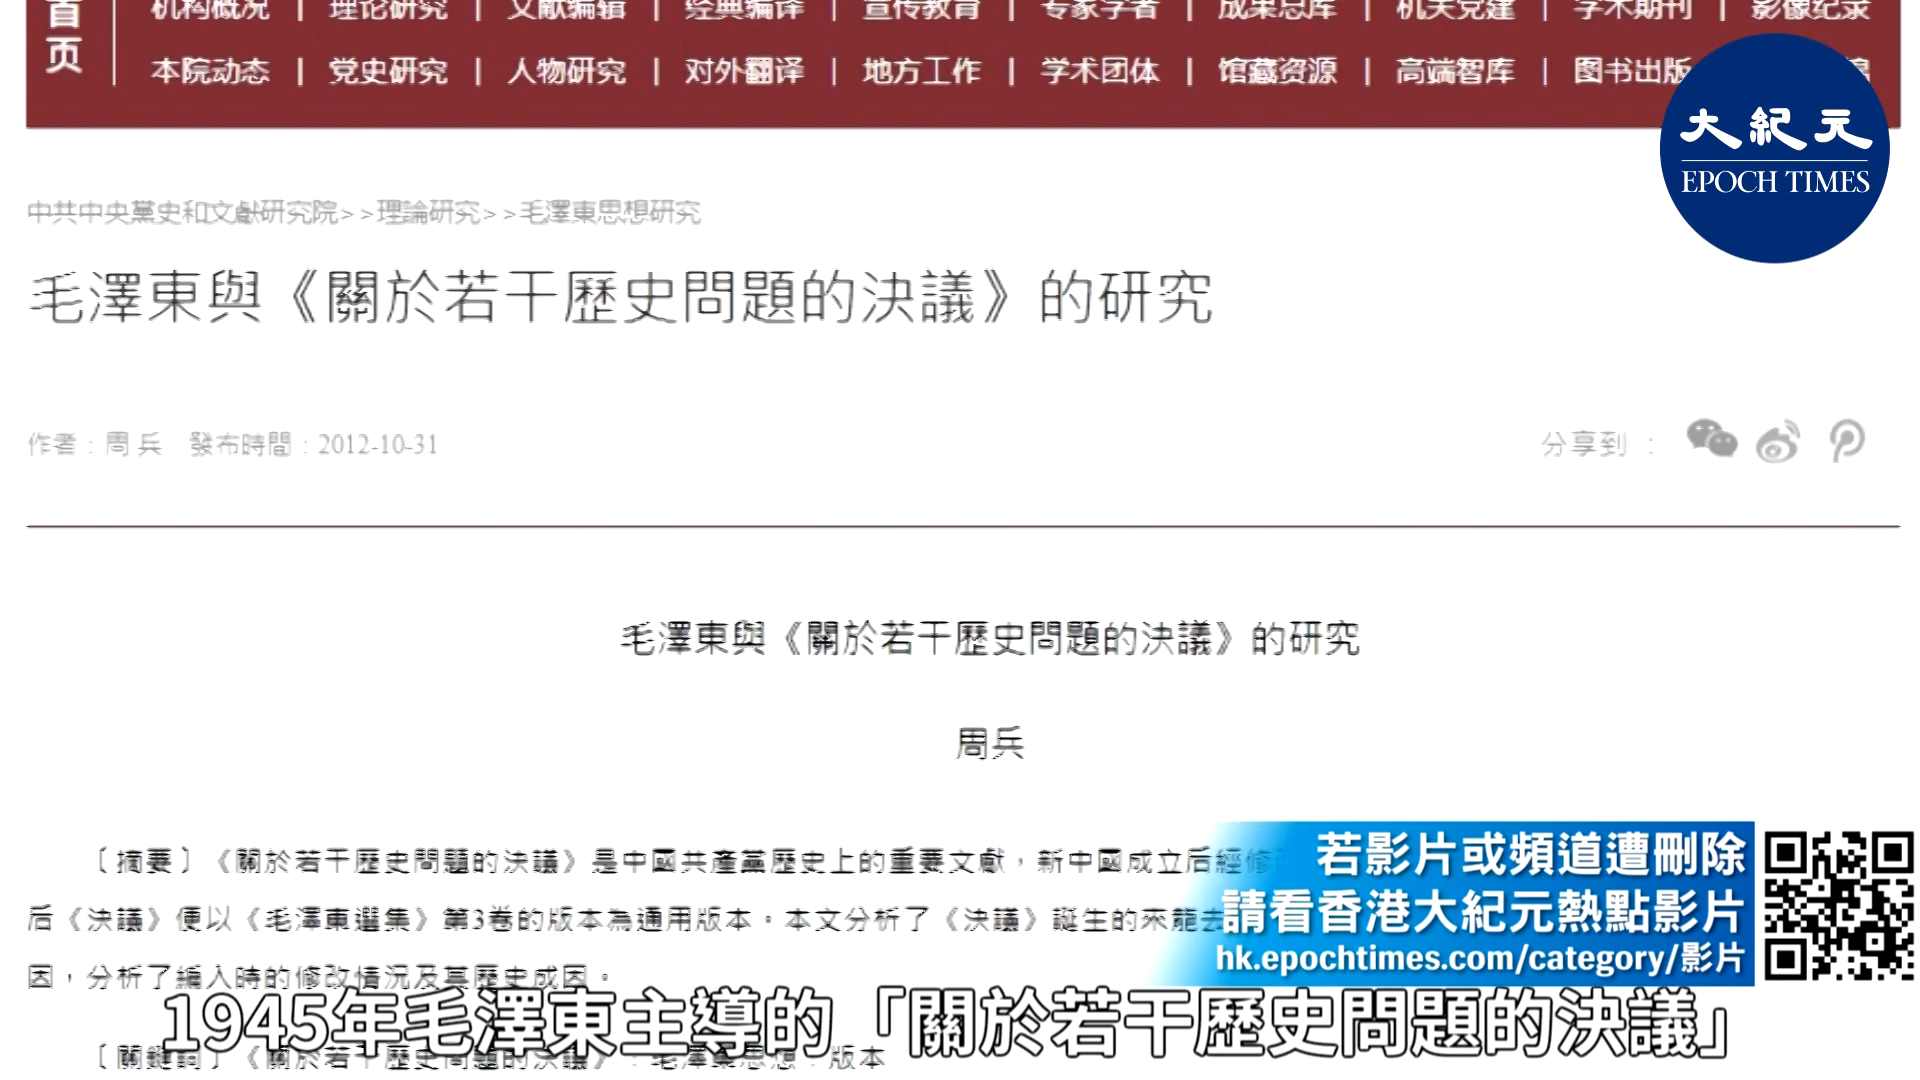 首页
机构概况 | 理论研究 | 文献编辑 | 经典编译 | 宣传教育 | 专家学者 | 成果总库 | 机关党建 | 学术期刊 | 影像纪录
本院动态 | 党史研究 | 人物研究 | 对外翻译 | 地方工作 | 学术团体 | 馆藏资源 | 高端智库 | 图书出版
大紀元
EPOCH TIMES
中共中央黨史和文獻研究院>>理論研究>>毛澤東思想研究
毛澤東與《關於若干歷史問題的決議》的研究
作者：周 兵 發布時間：2012-10-31
分享到 ：
毛澤東與《關於若干歷史問題的決議》的研究
周兵
〔摘要〕《關於若干歷史問題的決議》是中國共產黨歷史上的重要文獻，新中國成立后經修
后《決議》便以《毛澤東選集》第3卷的版本為通用版本。本文分析了《決議》誕生的來龍去
因，分析了編入時的修改情況及其歷史成因。
〔關鍵詞〕《關於若干歷史問題的決議》；毛澤東思想；版本
若影片或頻道遭刪除
請看香港大紀元熱點影片
hk.epochtimes.com/category/影片
1945年毛澤東主導的「關於若干歷史問題的決議」